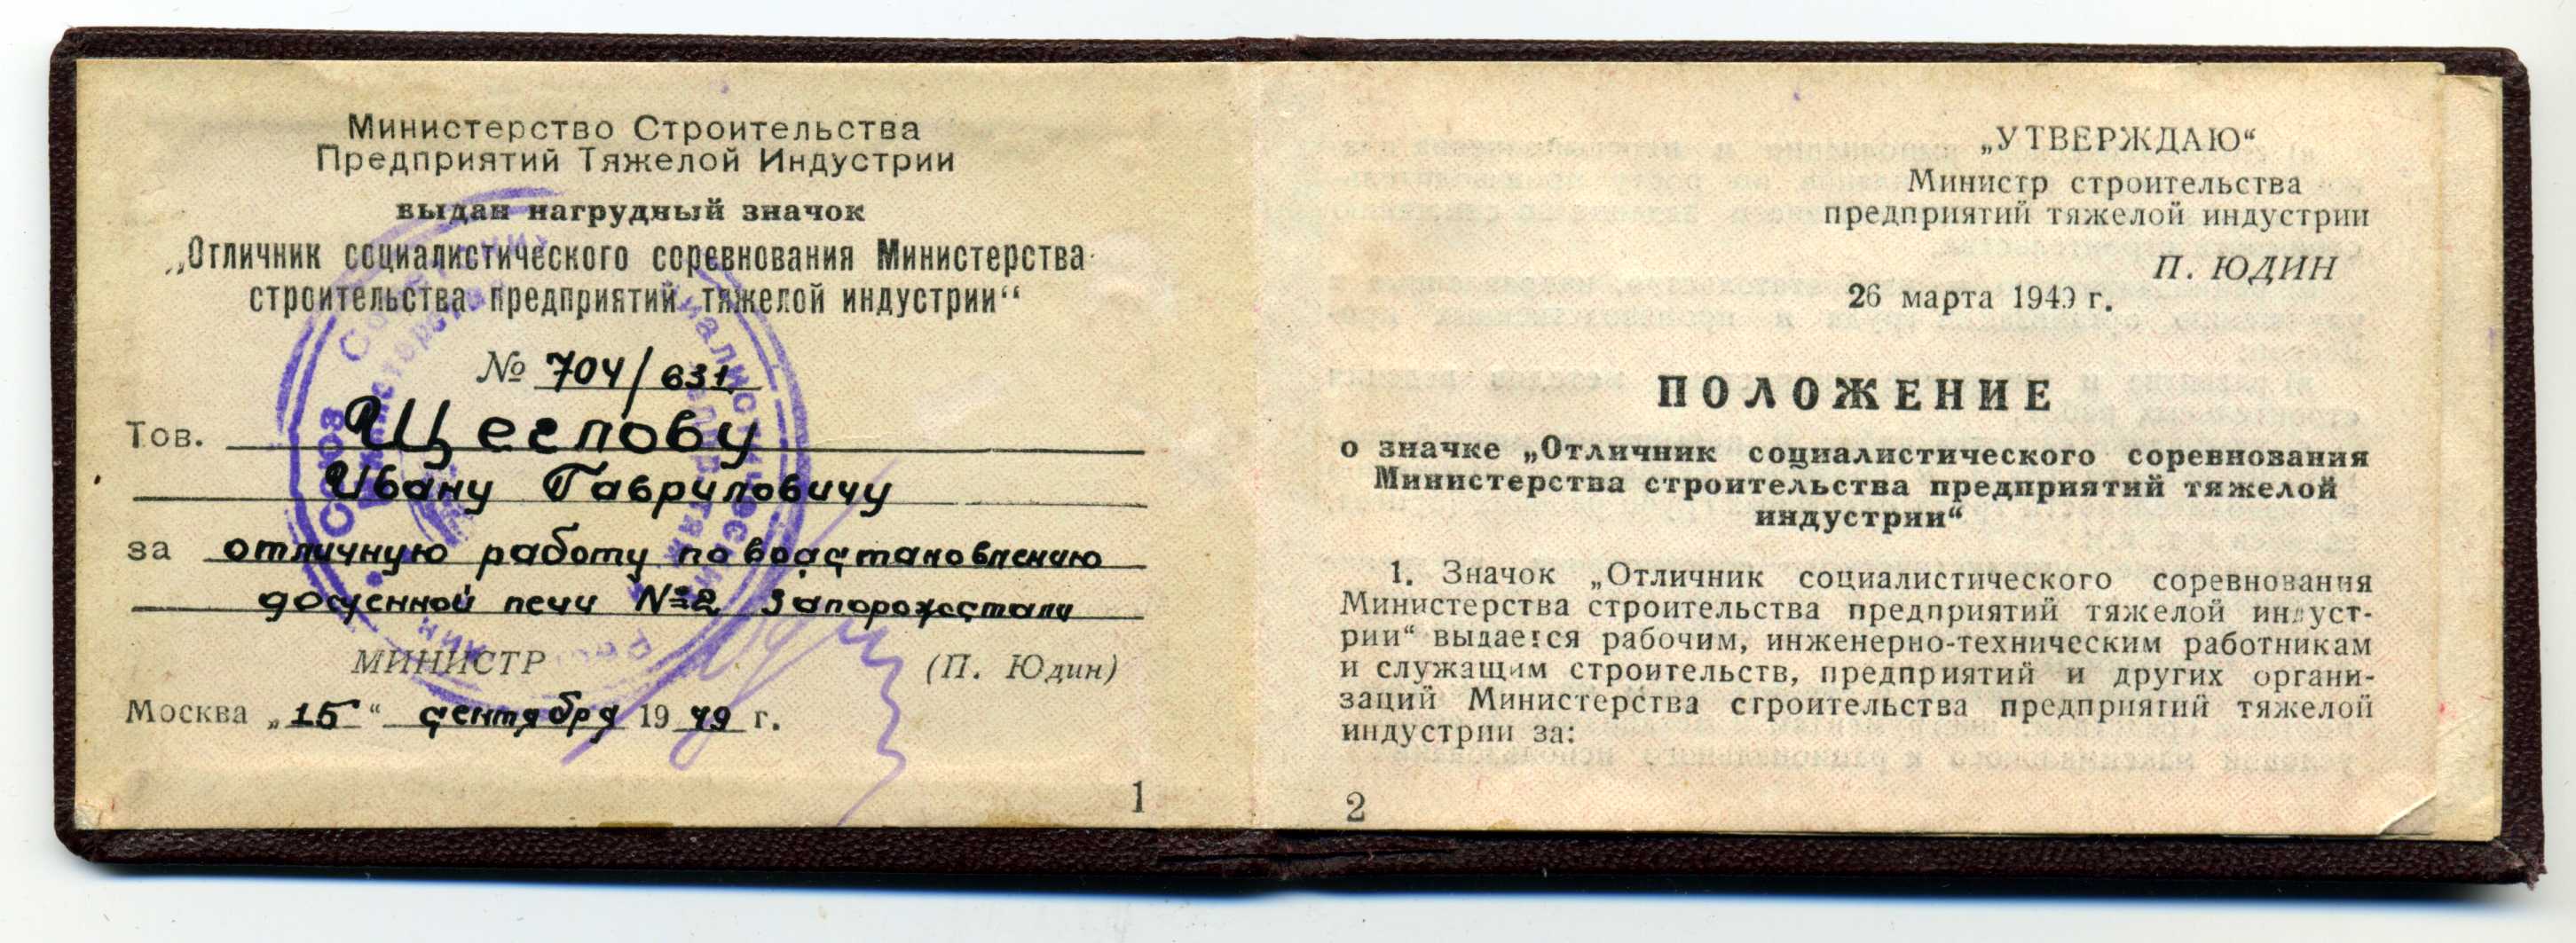 Министерство Строительства
Предприятий Тяжелой Индустрии
выдан нагрудный значок
„Отличник социалистического соревнования Министерства
строительства предприятий тяжелой индустрии“
№ 704/631
Тов. Щеглову
Ивану Гавриловичу
за отличную работу по востановлению
доменной печи №2 Запорожстали
МИНИСТР (П. Юдин)
Москва „15“ сентября 1949 г.
1
„УТВЕРЖДАЮ“
Министр строительства
предприятий тяжелой индустрии
П. ЮДИН
26 марта 1949 г.
ПОЛОЖЕНИЕ
о значке „Отличник социалистического соревнования
Министерства строительства предприятий тяжелой
индустрии“
1. Значок „Отличник социалистического соревнования
Министерства строительства предприятий тяжелой индуст-
рии“ выдается рабочим, инженерно-техническим работникам
и служащим строительств, предприятий и других органи-
заций Министерства строительства предприятий тяжелой
индустрии за:
2